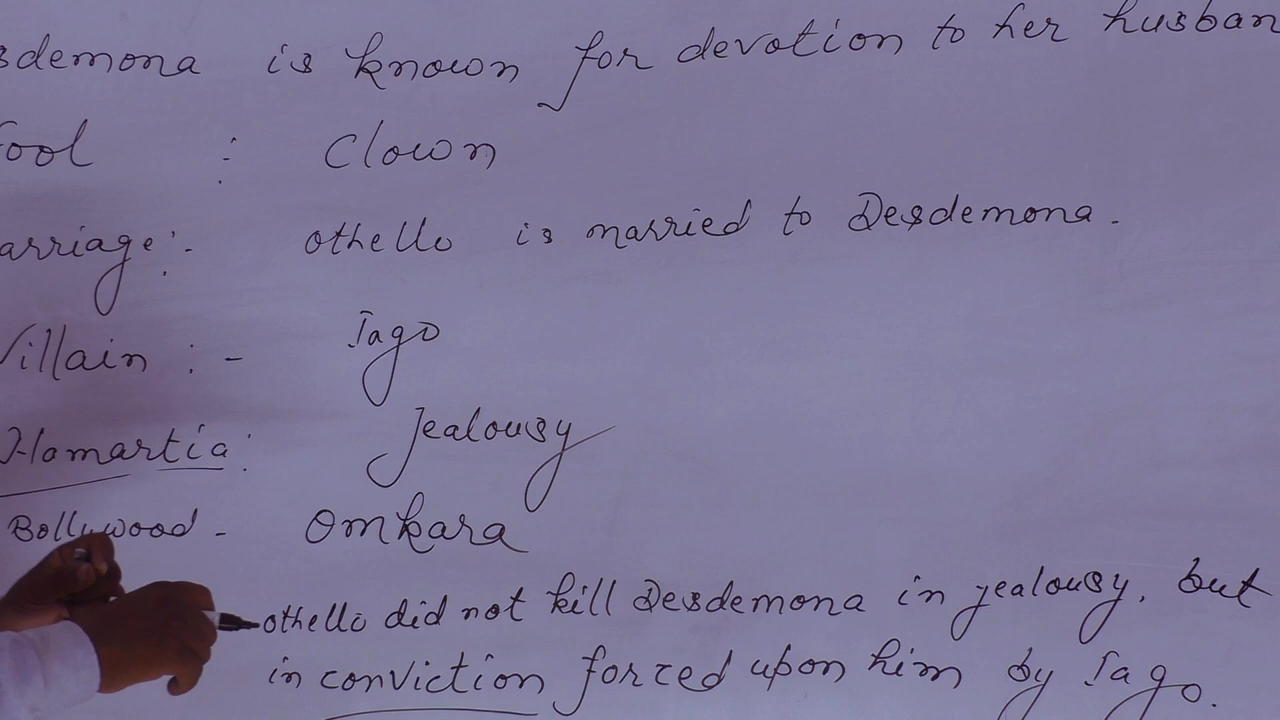 sdemona is known for devotion to her husban
Fool : Clown
arriage :- Othello is married to Desdemona.
Villain :- Iago
Hamartia : Jealousy
Bollywood - Omkara
Othello did not kill Desdemona in jealousy, but
in conviction forced upon him by Iago.